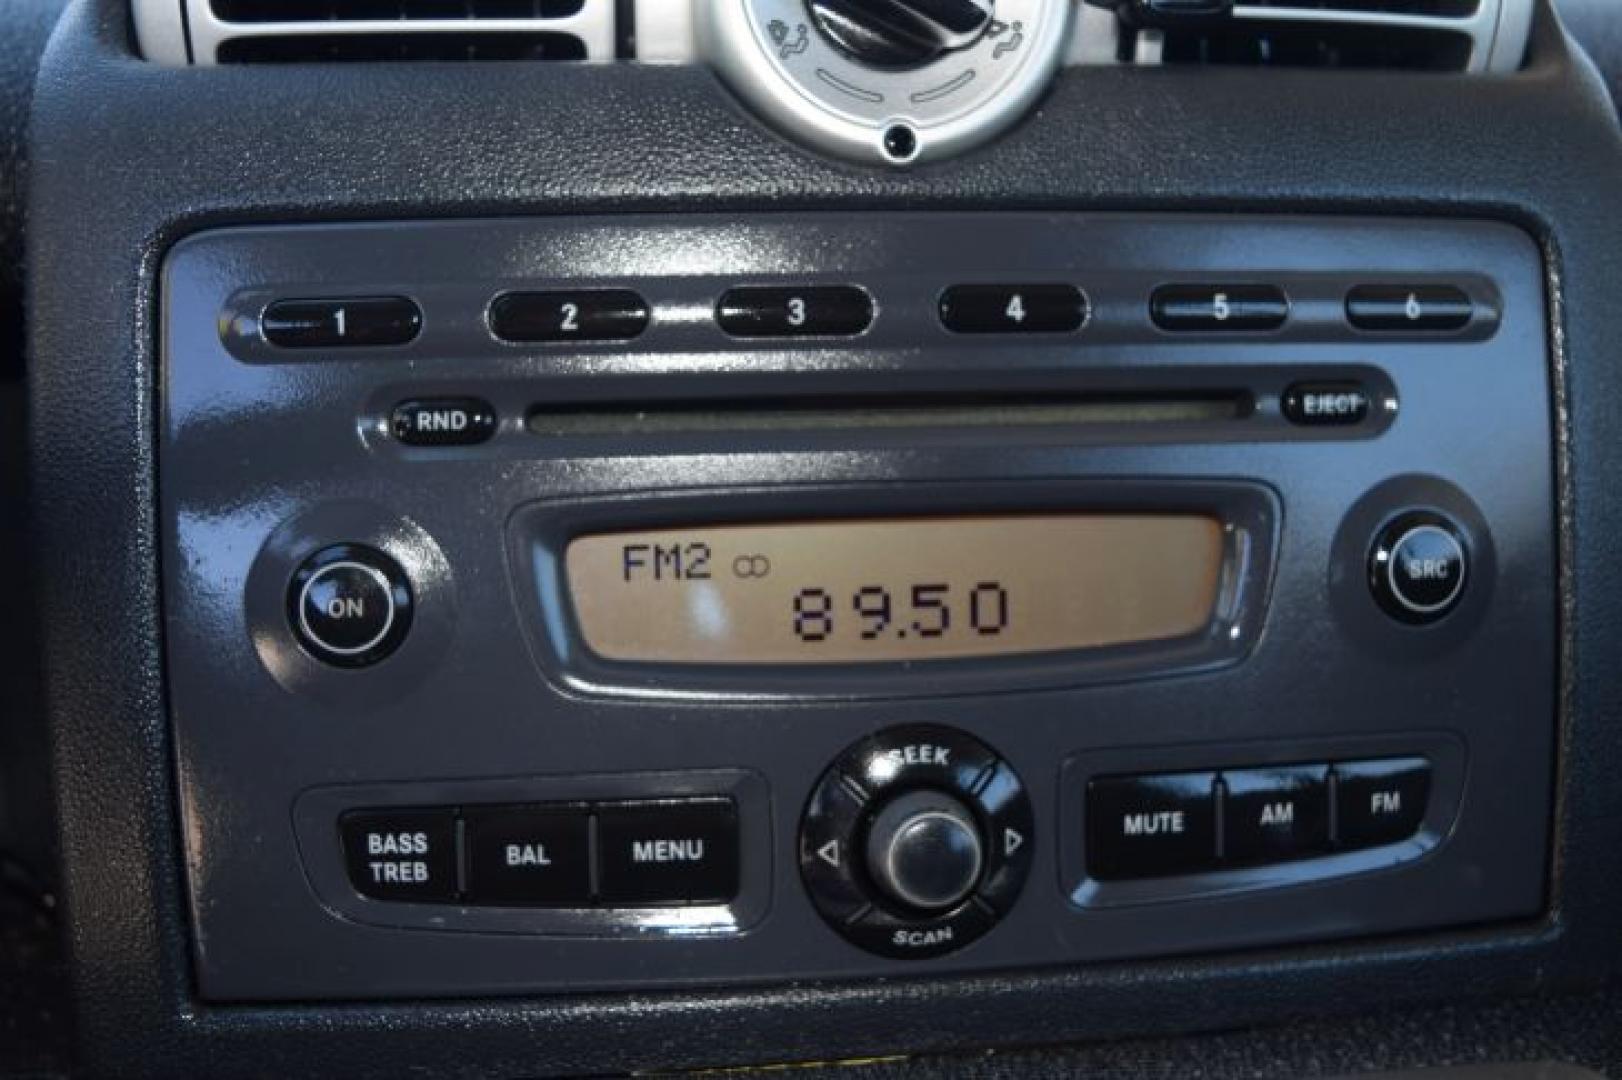 1 2 3 4 5 6
RND EJECT
ON
FM2
89.50
SRC
SEEK
BASS
TREB
BAL
MENU
SCAN
MUTE
AM
FM